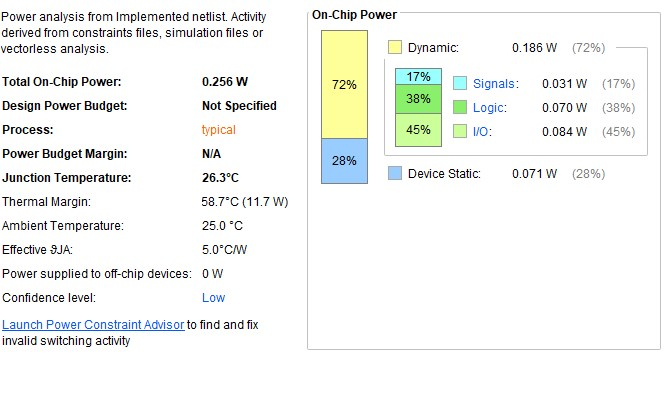 Power analysis from Implemented netlist. Activity
derived from constraints files, simulation files or
vectorless analysis.
Total On-Chip Power: 0.256 W
Design Power Budget: Not Specified
Process: typical
Power Budget Margin: N/A
Junction Temperature: 26.3°C
Thermal Margin: 58.7°C (11.7 W)
Ambient Temperature: 25.0 °C
Effective ϑJA: 5.0°C/W
Power supplied to off-chip devices: 0 W
Confidence level: Low
Launch Power Constraint Advisor to find and fix
invalid switching activity
On-Chip Power
72%
28%
Dynamic: 0.186 W (72%)
17%
38%
45%
Signals: 0.031 W (17%)
Logic: 0.070 W (38%)
I/O: 0.084 W (45%)
Device Static: 0.071 W (28%)